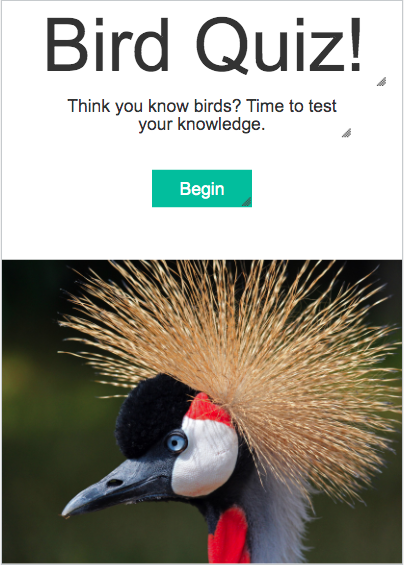 Bird Quiz!
Think you know birds? Time to test
your knowledge.
Begin